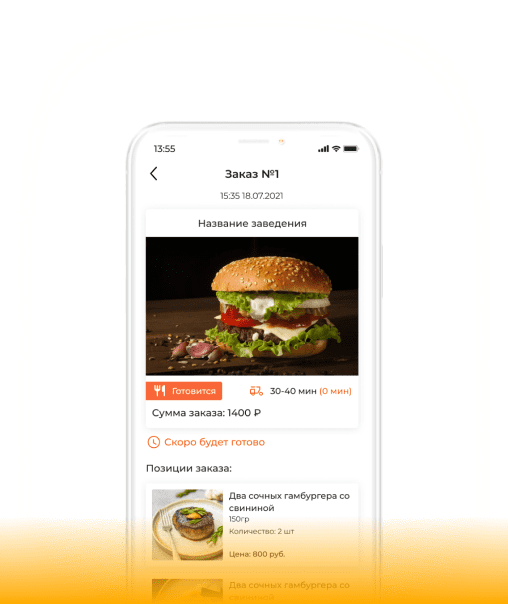 13:55
Заказ №1
15:35 18.07.2021
Название заведения
Готовится
30-40 мин (0 мин)
Сумма заказа: 1400 ₽
Скоро будет готово
Позиции заказа:
Два сочных гамбургера со
свининой
150гр
Количество: 2 шт
Цена: 800 руб.
Два сочных гамбургера со
свининой